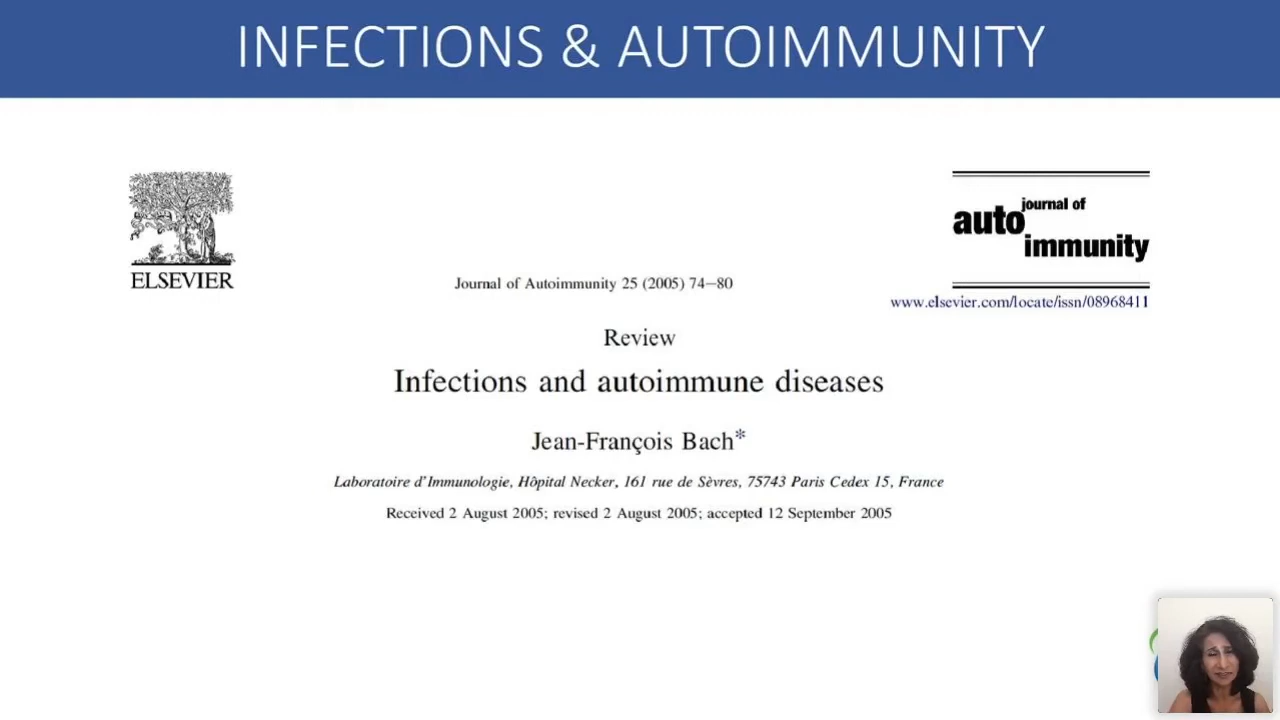 INFECTIONS & AUTOIMMUNITY
ELSEVIER
Journal of Autoimmunity 25 (2005) 74–80
journal of
auto
immunity
www.elsevier.com/locate/issn/08968411
Review
Infections and autoimmune diseases
Jean-François Bach*
Laboratoire d'Immunologie, Hôpital Necker, 161 rue de Sèvres, 75743 Paris Cedex 15, France
Received 2 August 2005; revised 2 August 2005; accepted 12 September 2005